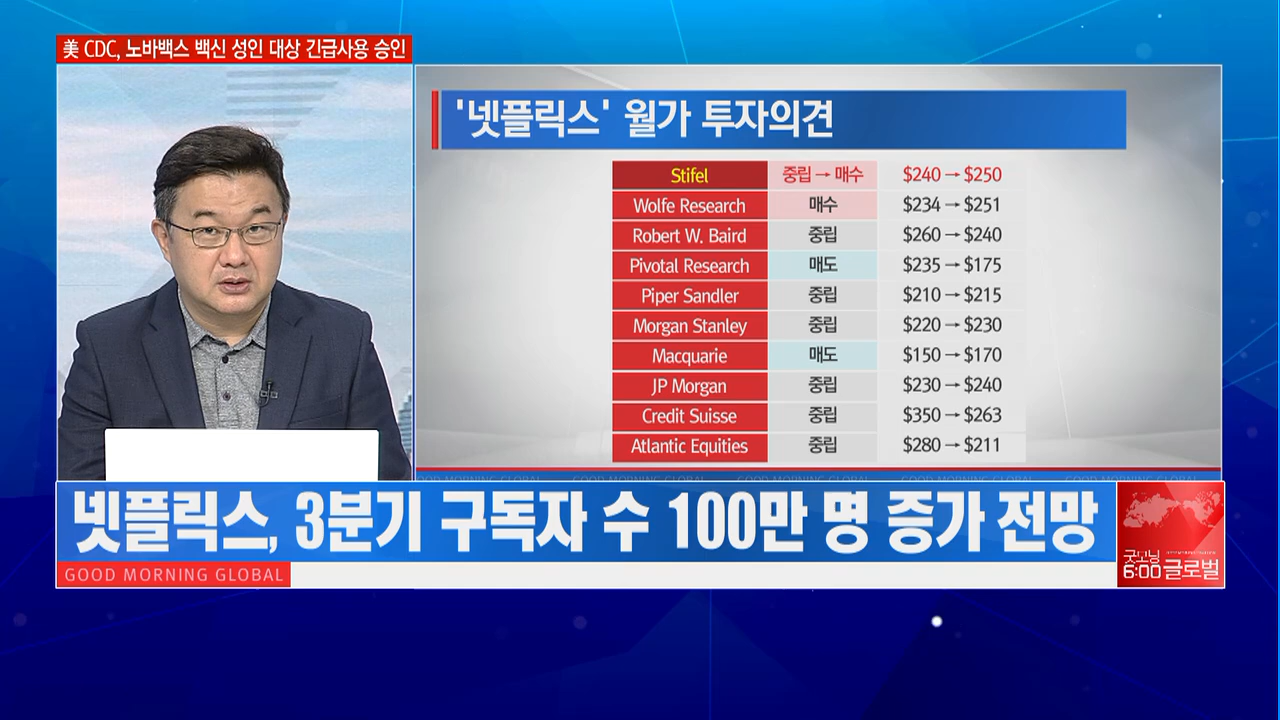 美 CDC, 노바백스 백신 성인 대상 긴급사용 승인
'넷플릭스' 월가 투자의견
Stifel 중립 → 매수 $240 → $250
Wolfe Research 매수 $234 → $251
Robert W. Baird 중립 $260 → $240
Pivotal Research 매도 $235 → $175
Piper Sandler 중립 $210 → $215
Morgan Stanley 중립 $220 → $230
Macquarie 매도 $150 → $170
JP Morgan 중립 $230 → $240
Credit Suisse 중립 $350 → $263
Atlantic Equities 중립 $280 → $211
넷플릭스, 3분기 구독자 수 100만 명 증가 전망
GOOD MORNING GLOBAL
굿모닝
6:00 글로벌